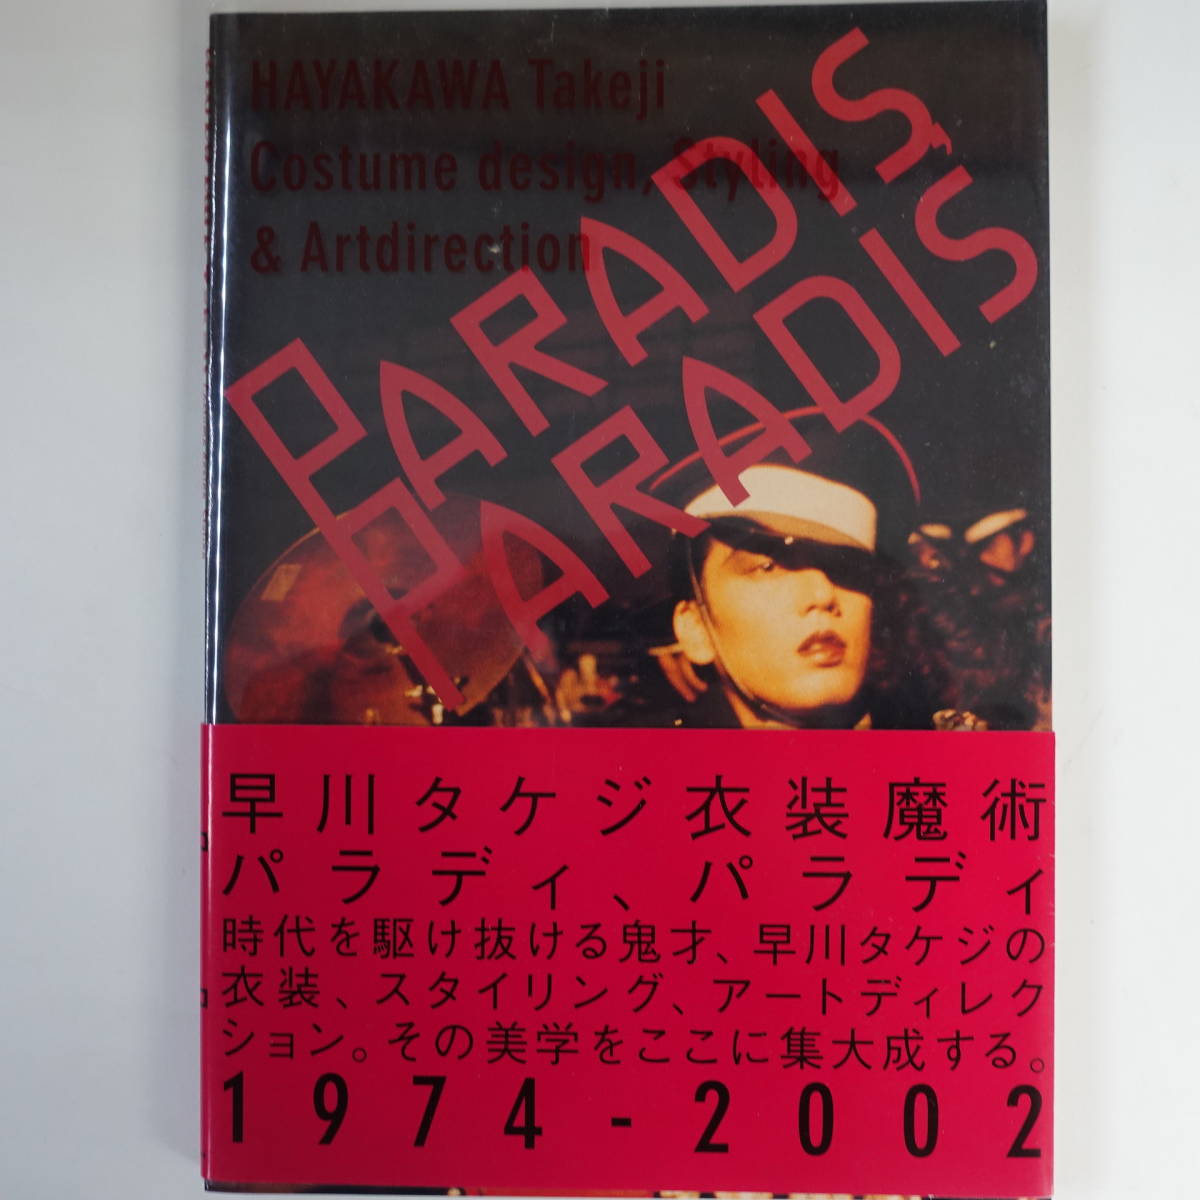 HAYAKAWA Takeji
Costume design, Styling
& Artdirection
PARADIS,
PARADIS
早川タケジ衣装魔術
パラディ、パラディ
時代を駆け抜ける鬼才、早川タケジの
衣装、スタイリング、アートディレク
ション。その美学をここに集大成する。
1974-2002